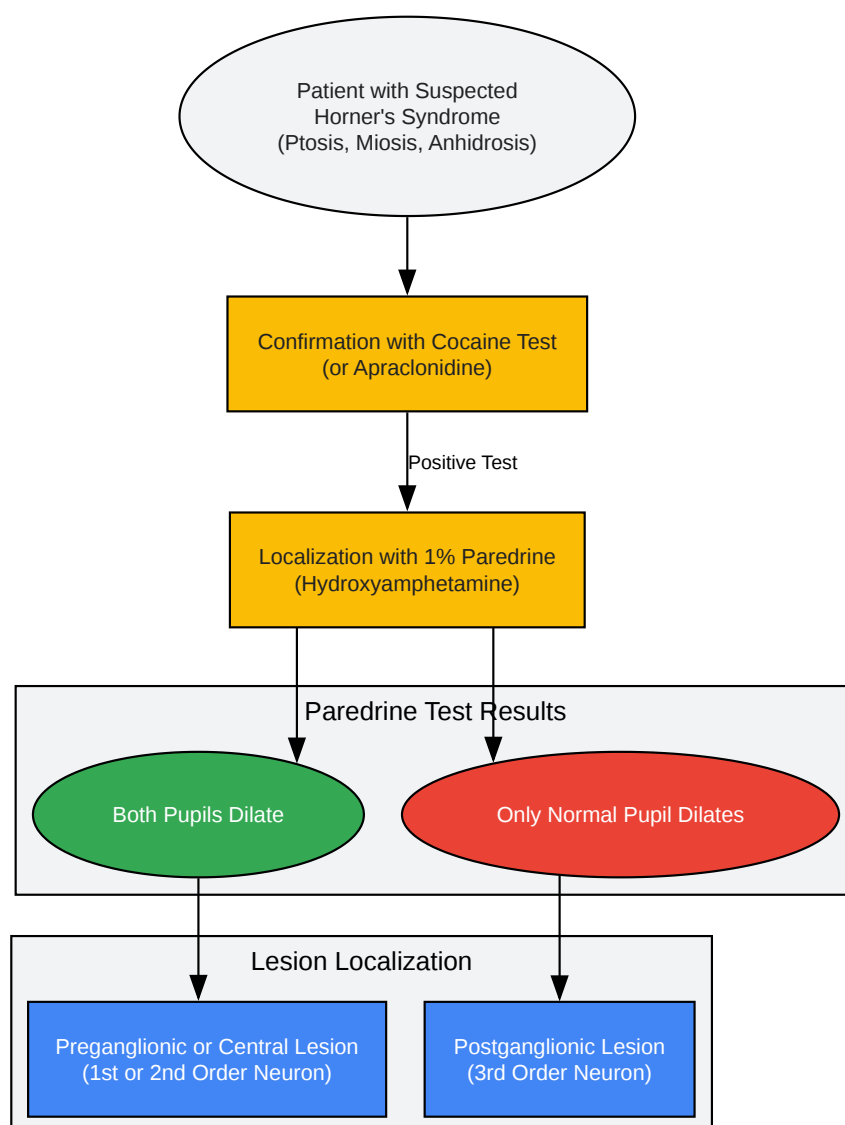 Patient with Suspected
Horner's Syndrome
(Ptosis, Miosis, Anhidrosis)
Confirmation with Cocaine Test
(or Apraclonidine)
Positive Test
Localization with 1% Paredrine
(Hydroxyamphetamine)
Paredrine Test Results
Both Pupils Dilate
Only Normal Pupil Dilates
Lesion Localization
Preganglionic or Central Lesion
(1st or 2nd Order Neuron)
Postganglionic Lesion
(3rd Order Neuron)